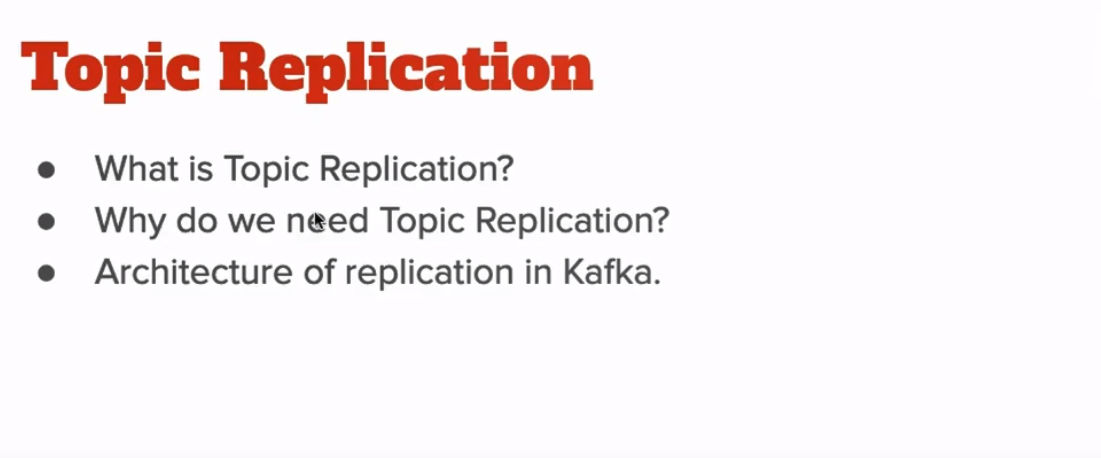 Topic Replication
● What is Topic Replication?
● Why do we need Topic Replication?
● Architecture of replication in Kafka.